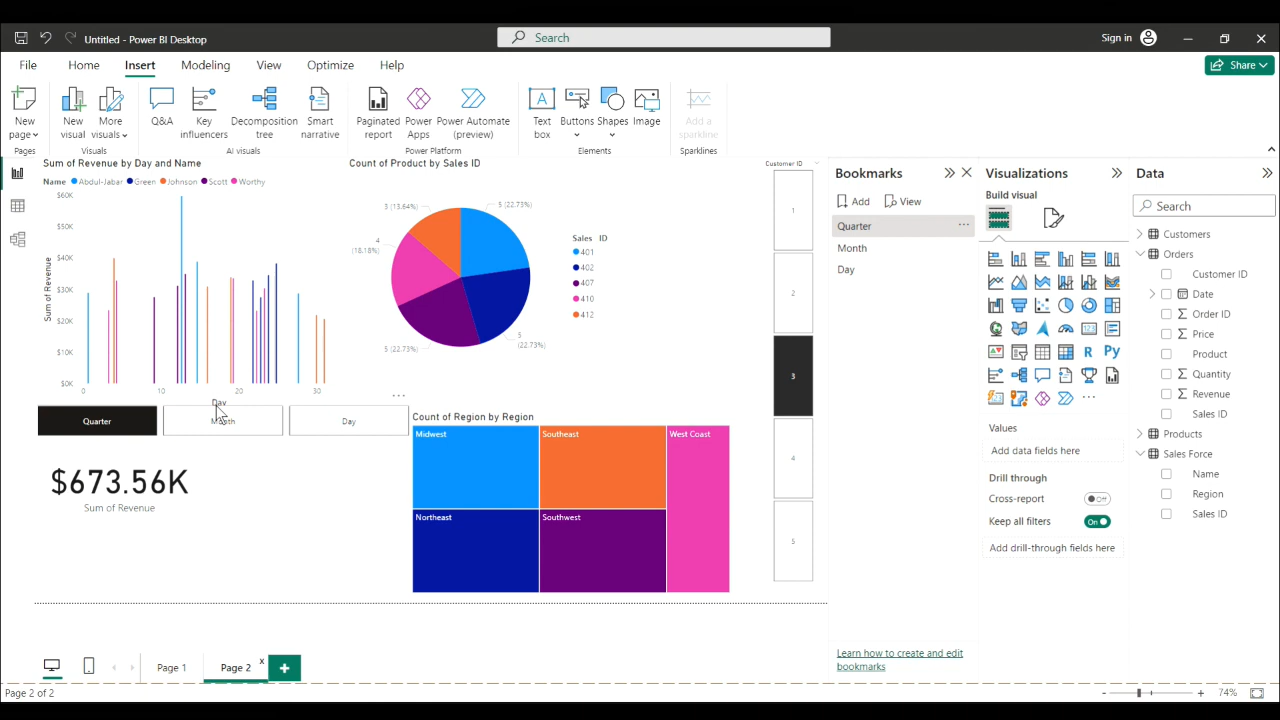 Untitled - Power BI Desktop
Search
Sign in
File
Home
Insert
Modeling
View
Optimize
Help
Share
New page
New visual
More visuals
Q&A
Key influencers
Decomposition tree
Smart narrative
Paginated report
Power Apps
Power Automate (preview)
Text box
Buttons
Shapes
Image
Add a sparkline
Pages
Visuals
AI visuals
Power Platform
Elements
Sparklines
Sum of Revenue by Day and Name
Name Abdul-Jabar Green Johnson Scott Worthy
$60K
$50K
$40K
$30K
$20K
$10K
$0K
Sum of Revenue
0 10 20 30
Day
Quarter
Month
Day
$673.56K
Sum of Revenue
Count of Product by Sales ID
3 (13.64%)
5 (22.73%)
4 (18.18%)
5 (22.73%)
5 (22.73%)
Sales ID
401
402
407
410
412
Count of Region by Region
Midwest
Southeast
West Coast
Northeast
Southwest
Customer ID
1
2
3
4
5
Bookmarks
Add
View
Quarter
Month
Day
Learn how to create and edit bookmarks
Visualizations
Build visual
R
Py
123
Values
Add data fields here
Drill through
Cross-report
Off
Keep all filters
On
Add drill-through fields here
Data
Search
Customers
Orders
Customer ID
Date
Order ID
Price
Product
Quantity
Revenue
Sales ID
Products
Sales Force
Name
Region
Sales ID
Page 1
Page 2
Page 2 of 2
74%